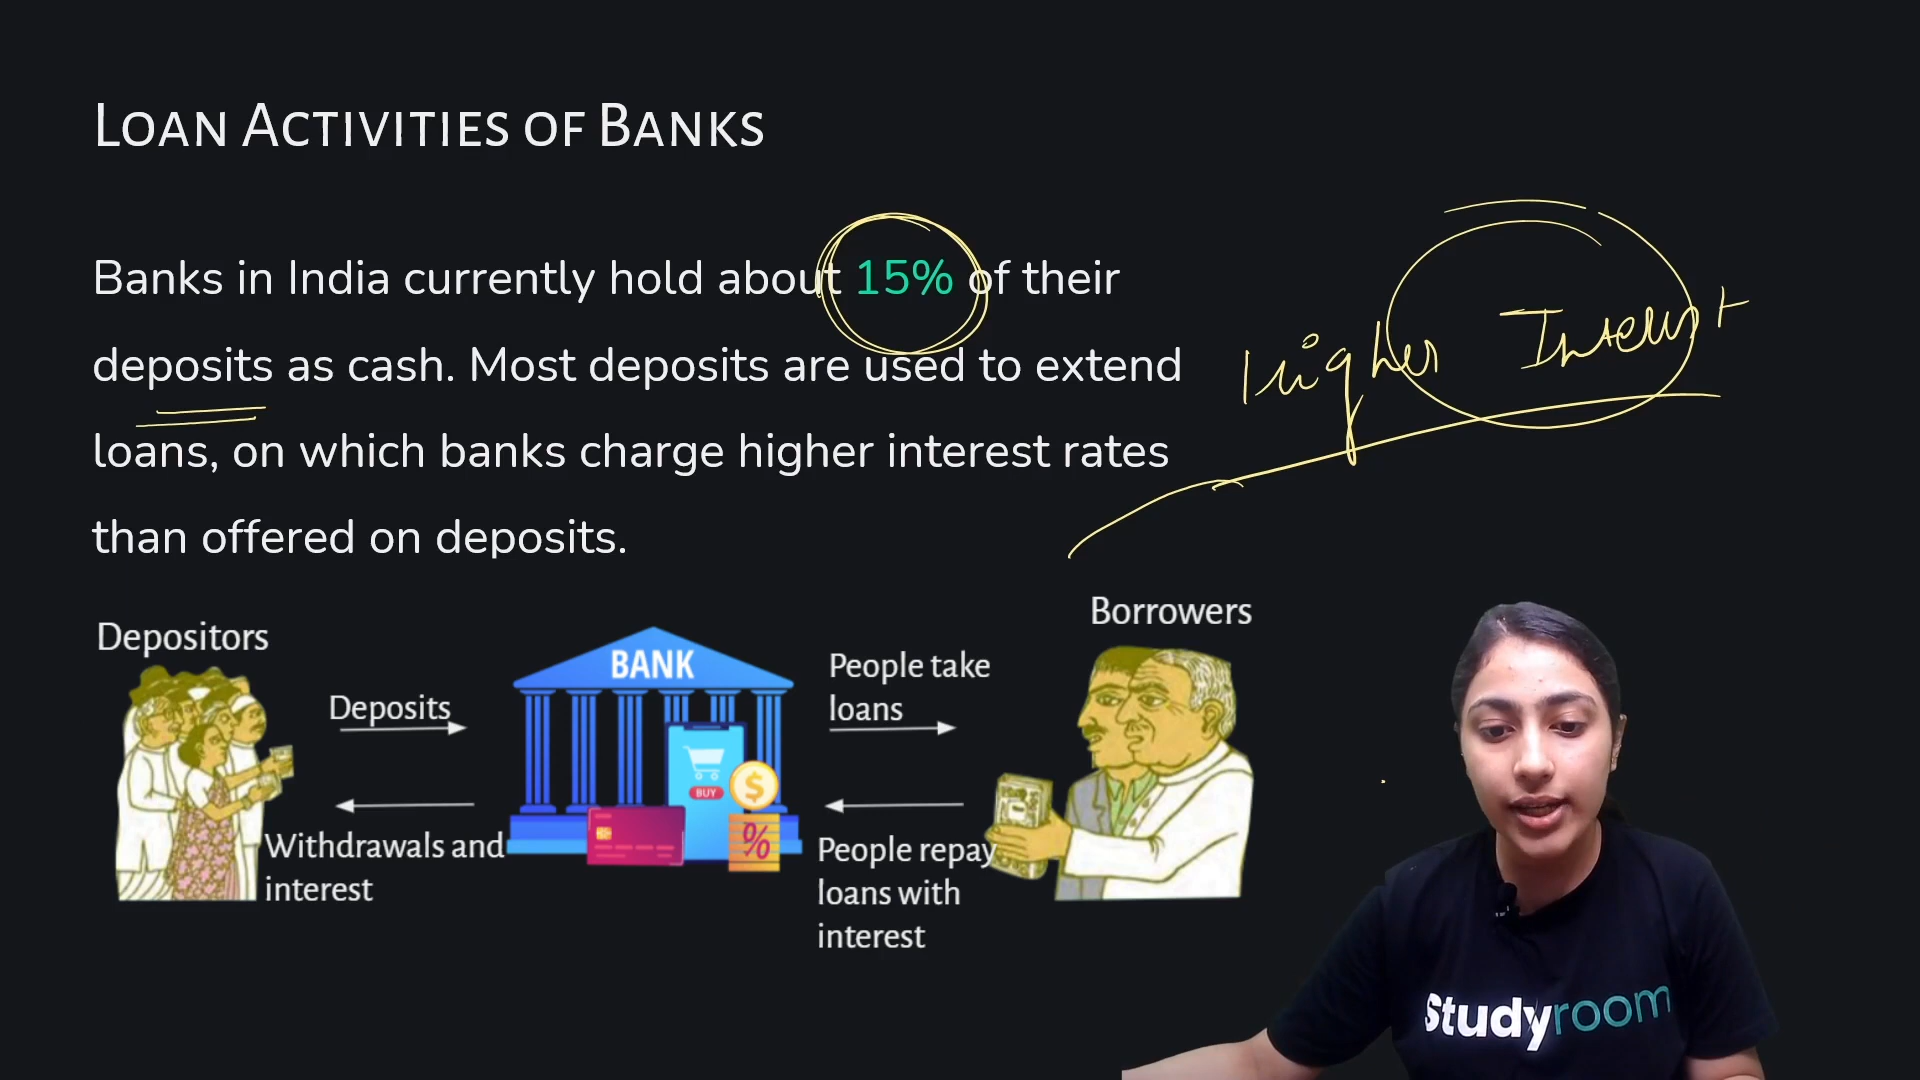 LOAN ACTIVITIES OF BANKS
Banks in India currently hold about 15% of their
deposits as cash. Most deposits are used to extend
loans, on which banks charge higher interest rates
than offered on deposits.
Higher Interest
Depositors
Deposits
Withdrawals and
interest
BANK
BUY
$
%
People take
loans
People repay
loans with
interest
Borrowers
Studyroom